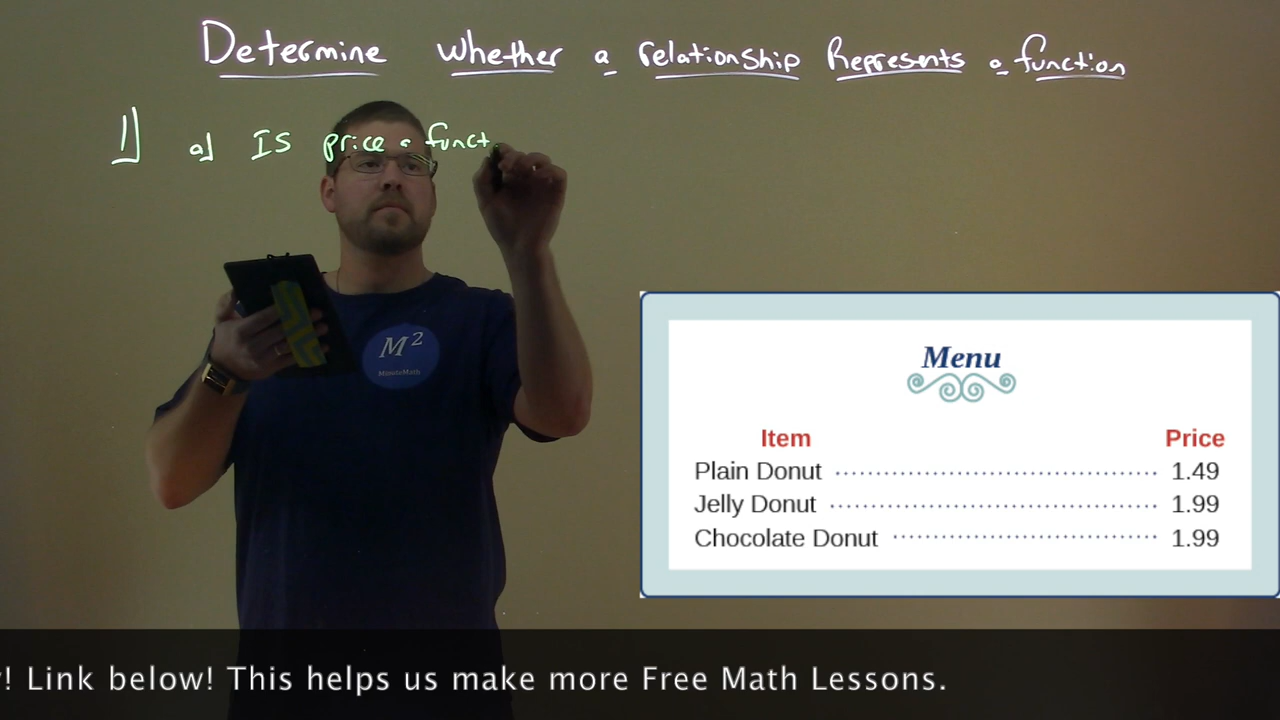 Determine whether a relationship Represents a function
1) a) Is price a funct
M²
MinuteMath
Menu
Item Price
Plain Donut 1.49
Jelly Donut 1.99
Chocolate Donut 1.99
! Link below! This helps us make more Free Math Lessons.